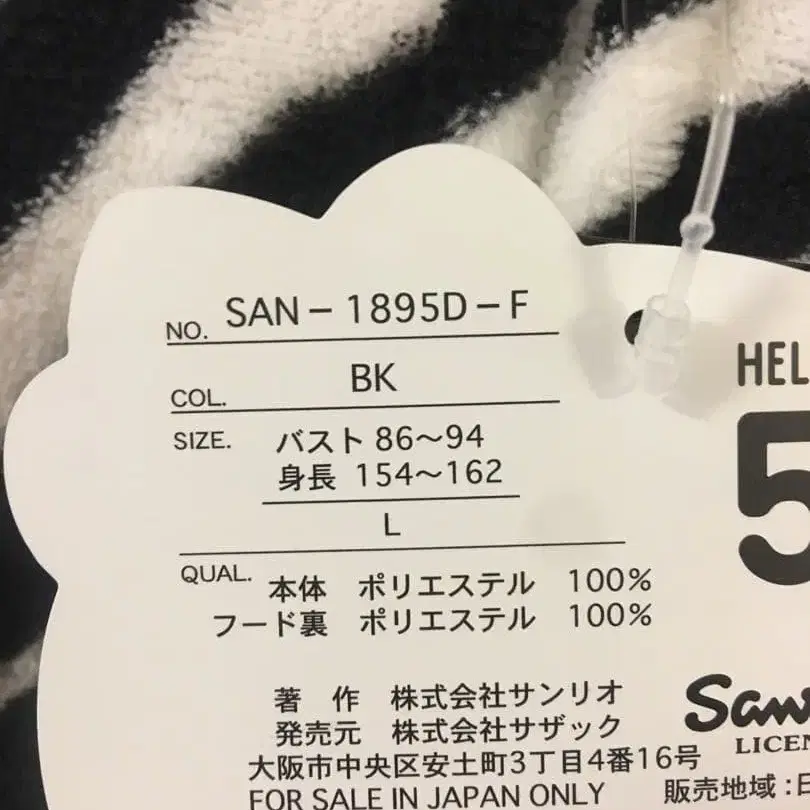 NO. SAN-1895D-F
COL. BK
SIZE. バスト 86～94
身長 154～162
L
QUAL. 本体 ポリエステル 100%
フード裏 ポリエステル 100%
著 作 株式会社サンリオ
発売元 株式会社サザック
大阪市中央区安土町3丁目4番16号
FOR SALE IN JAPAN ONLY
HEL
5
San
LICEN
販売地域:日